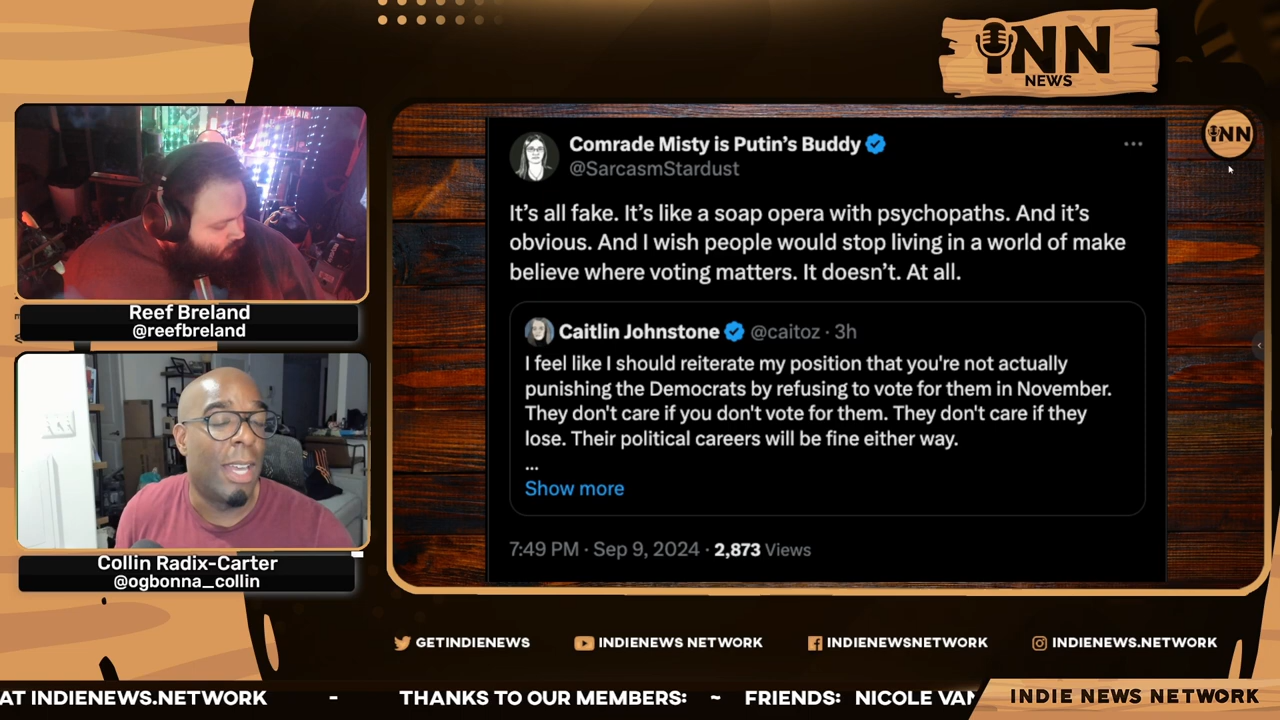 INN
NEWS
INN
Comrade Misty is Putin's Buddy
@SarcasmStardust
It's all fake. It's like a soap opera with psychopaths. And it's
obvious. And I wish people would stop living in a world of make
believe where voting matters. It doesn't. At all.
Caitlin Johnstone @caitoz · 3h
I feel like I should reiterate my position that you're not actually
punishing the Democrats by refusing to vote for them in November.
They don't care if you don't vote for them. They don't care if they
lose. Their political careers will be fine either way.
...
Show more
7:49 PM · Sep 9, 2024 · 2,873 Views
Reef Breland
@reefbreland
Collin Radix-Carter
@ogbonna_collin
GETINDIENEWS
INDIENEWS NETWORK
INDIENEWSNETWORK
INDIENEWS.NETWORK
AT INDIENEWS.NETWORK - THANKS TO OUR MEMBERS: ~ FRIENDS: NICOLE VAN
INDIE NEWS NETWORK